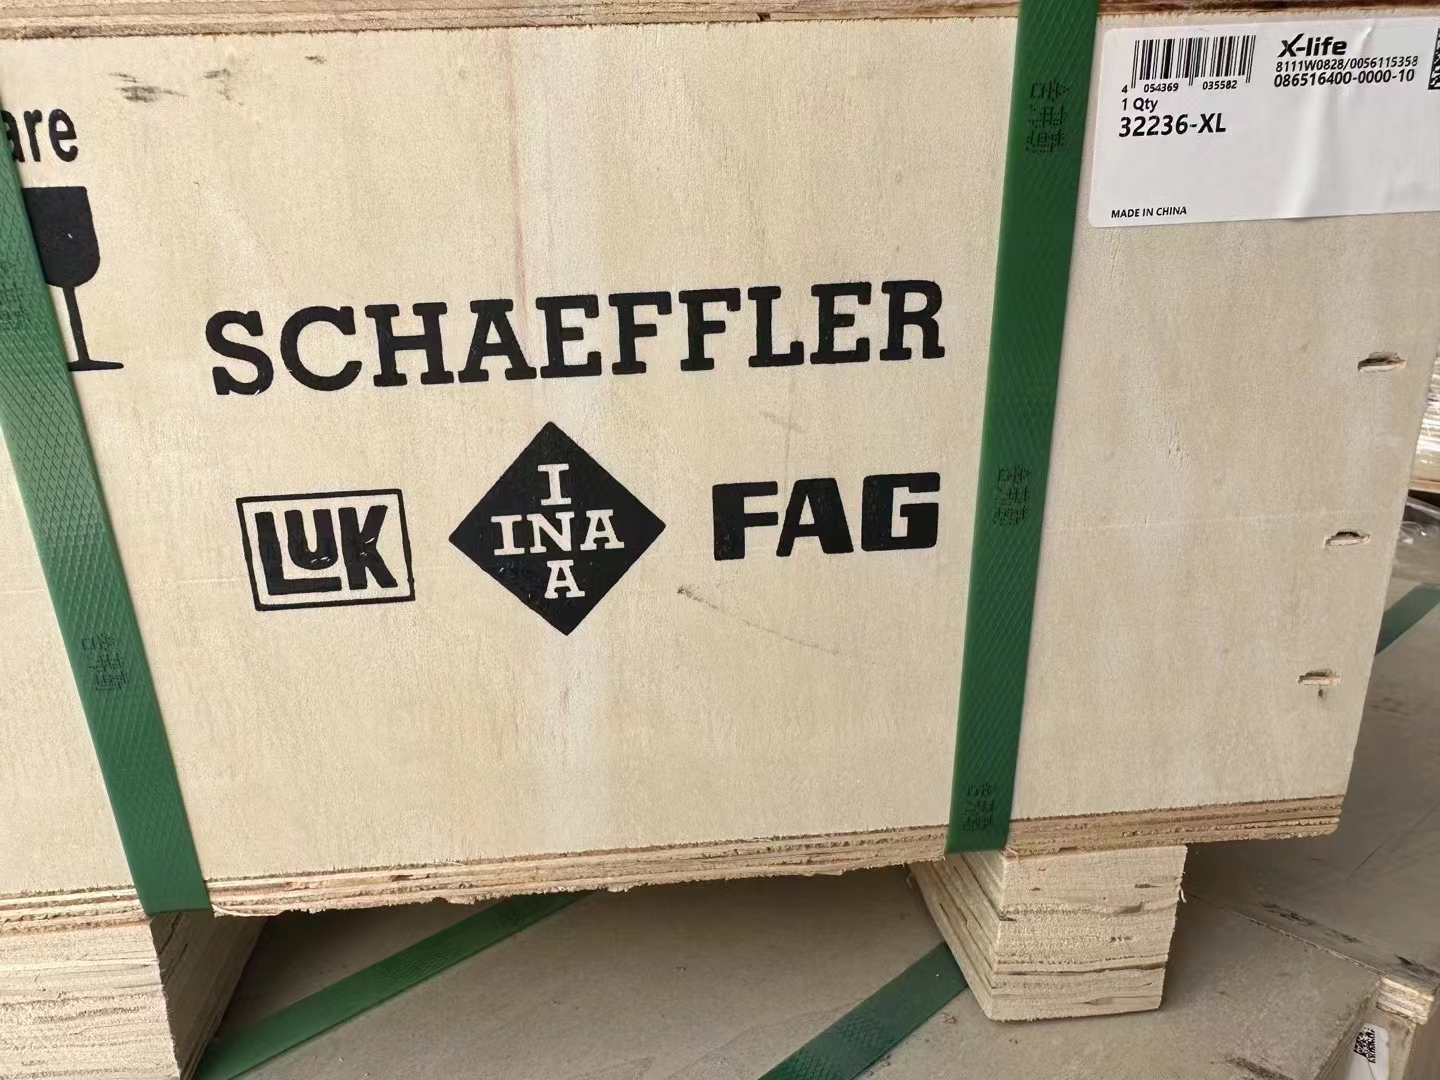 are
X-life
8111W0828/0056115358
086516400-0000-10
4 054369 035582
1 Qty
32236-XL
MADE IN CHINA
SCHAEFFLER
LUK
I
INA
A
FAG